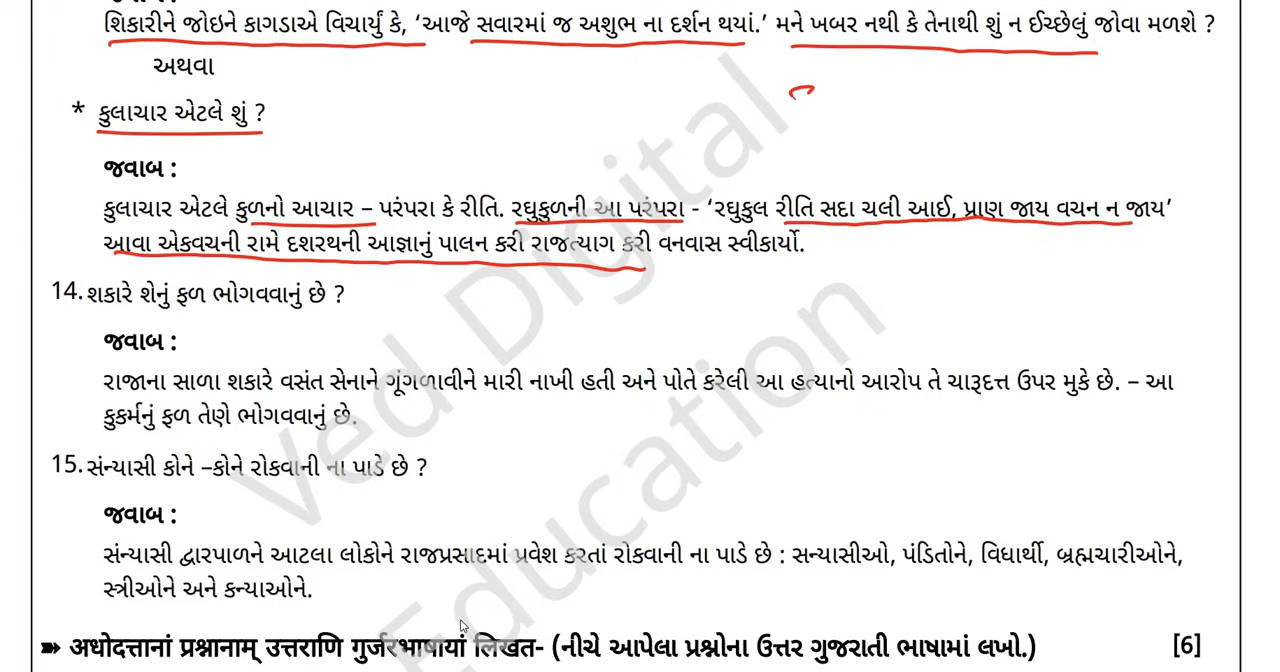 શિકારીને જોઇને કાગડાએ વિચાર્યું કે, ‘આજે સવારમાં જ અશુભ ના દર્શન થયાં.’ મને ખબર નથી કે તેનાથી શું ન ઈચ્છેલું જોવા મળશે ?
અથવા
* કુલાચાર એટલે શું ?
જવાબ :
કુલાચાર એટલે કુળનો આચાર – પરંપરા કે રીતિ. રઘુકુળની આ પરંપરા - ‘રઘુકુલ રીતિ સદા ચલી આઈ, પ્રાણ જાય વચન ન જાય’
આવા એકવચની રામે દશરથની આજ્ઞાનું પાલન કરી રાજત્યાગ કરી વનવાસ સ્વીકાર્યો.
14. શકારે શેનું ફળ ભોગવવાનું છે ?
જવાબ :
રાજાના સાળા શકારે વસંત સેનાને ગૂંગળાવીને મારી નાખી હતી અને પોતે કરેલી આ હત્યાનો આરોપ તે ચારૂદત્ત ઉપર મુકે છે. – આ
કુકર્મનું ફળ તેણે ભોગવવાનું છે.
15. સંન્યાસી કોને –કોને રોકવાની ના પાડે છે ?
જવાબ :
સંન્યાસી દ્વારપાળને આટલા લોકોને રાજપ્રસાદમાં પ્રવેશ કરતાં રોકવાની ના પાડે છે : સન્યાસીઓ, પંડિતોને, વિધાર્થી, બ્રહ્મચારીઓને,
સ્ત્રીઓને અને કન્યાઓને.
➽ અધોદત્તાનાં પ્રશ્નાનામ્ ઉત્તરાણિ ગુર્જરભાષાયાં લિખત- (નીચે આપેલા પ્રશ્નોના ઉત્તર ગુજરાતી ભાષામાં લખો.) [6]
Ved Digital
Education